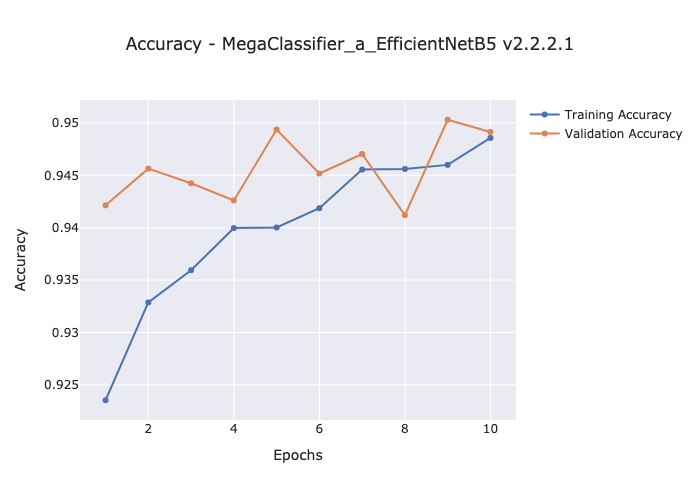 Accuracy - MegaClassifier_a_EfficientNetB5 v2.2.2.1
Training Accuracy
Validation Accuracy
0.95
0.945
0.94
0.935
0.93
0.925
Accuracy
2 4 6 8 10
Epochs